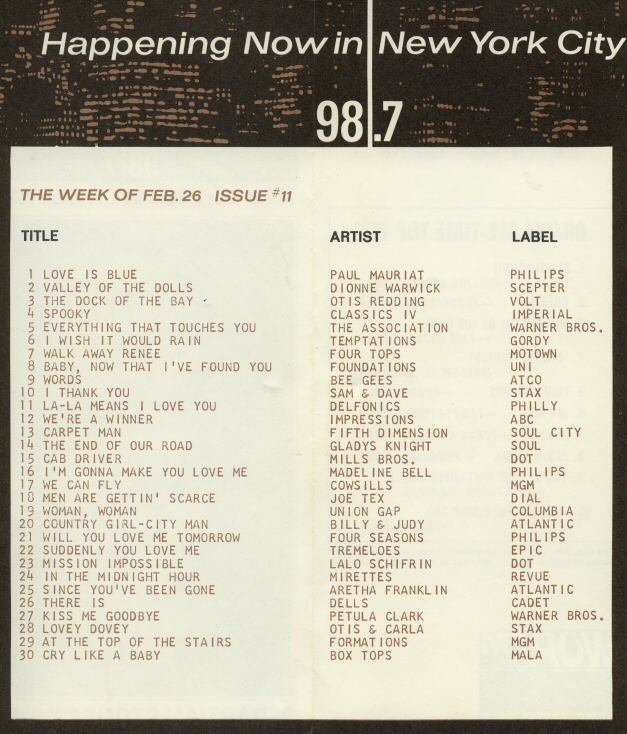 Happening Now in New York City
98.7
THE WEEK OF FEB. 26 ISSUE #11
TITLE ARTIST LABEL
1 LOVE IS BLUE PAUL MAURIAT PHILIPS
2 VALLEY OF THE DOLLS DIONNE WARWICK SCEPTER
3 THE DOCK OF THE BAY OTIS REDDING VOLT
4 SPOOKY CLASSICS IV IMPERIAL
5 EVERYTHING THAT TOUCHES YOU THE ASSOCIATION WARNER BROS.
6 I WISH IT WOULD RAIN TEMPTATIONS GORDY
7 WALK AWAY RENEE FOUR TOPS MOTOWN
8 BABY, NOW THAT I'VE FOUND YOU FOUNDATIONS UNI
9 WORDS BEE GEES ATCO
10 I THANK YOU SAM & DAVE STAX
11 LA-LA MEANS I LOVE YOU DELFONICS PHILLY
12 WE'RE A WINNER IMPRESSIONS ABC
13 CARPET MAN FIFTH DIMENSION SOUL CITY
14 THE END OF OUR ROAD GLADYS KNIGHT SOUL
15 CAB DRIVER MILLS BROS. DOT
16 I'M GONNA MAKE YOU LOVE ME MADELINE BELL PHILIPS
17 WE CAN FLY COWSILLS MGM
18 MEN ARE GETTIN' SCARCE JOE TEX DIAL
19 WOMAN, WOMAN UNION GAP COLUMBIA
20 COUNTRY GIRL-CITY MAN BILLY & JUDY ATLANTIC
21 WILL YOU LOVE ME TOMORROW FOUR SEASONS PHILIPS
22 SUDDENLY YOU LOVE ME TREMELOES EPIC
23 MISSION IMPOSSIBLE LALO SCHIFRIN DOT
24 IN THE MIDNIGHT HOUR MIRETTES REVUE
25 SINCE YOU'VE BEEN GONE ARETHA FRANKLIN ATLANTIC
26 THERE IS DELLS CADET
27 KISS ME GOODBYE PETULA CLARK WARNER BROS.
28 LOVEY DOVEY OTIS & CARLA STAX
29 AT THE TOP OF THE STAIRS FORMATIONS MGM
30 CRY LIKE A BABY BOX TOPS MALA